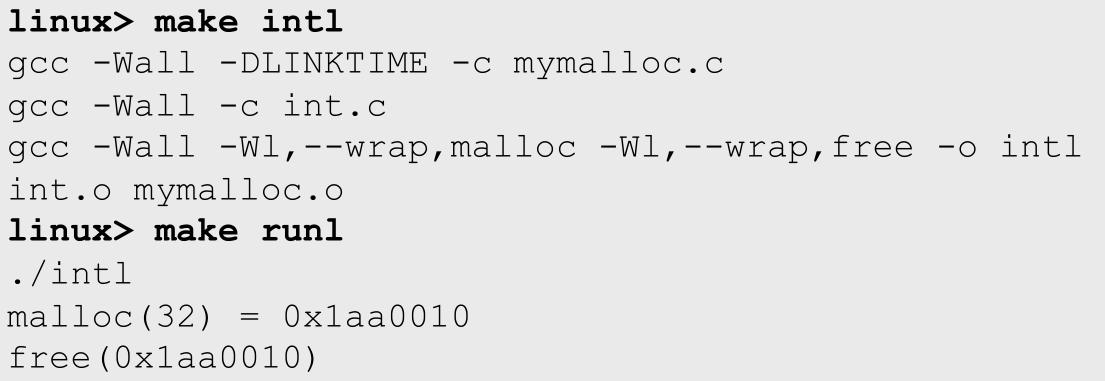 linux> make intl
gcc -Wall -DLINKTIME -c mymalloc.c
gcc -Wall -c int.c
gcc -Wall -Wl,--wrap,malloc -Wl,--wrap,free -o intl
int.o mymalloc.o
linux> make runl
./intl
malloc(32) = 0x1aa0010
free(0x1aa0010)